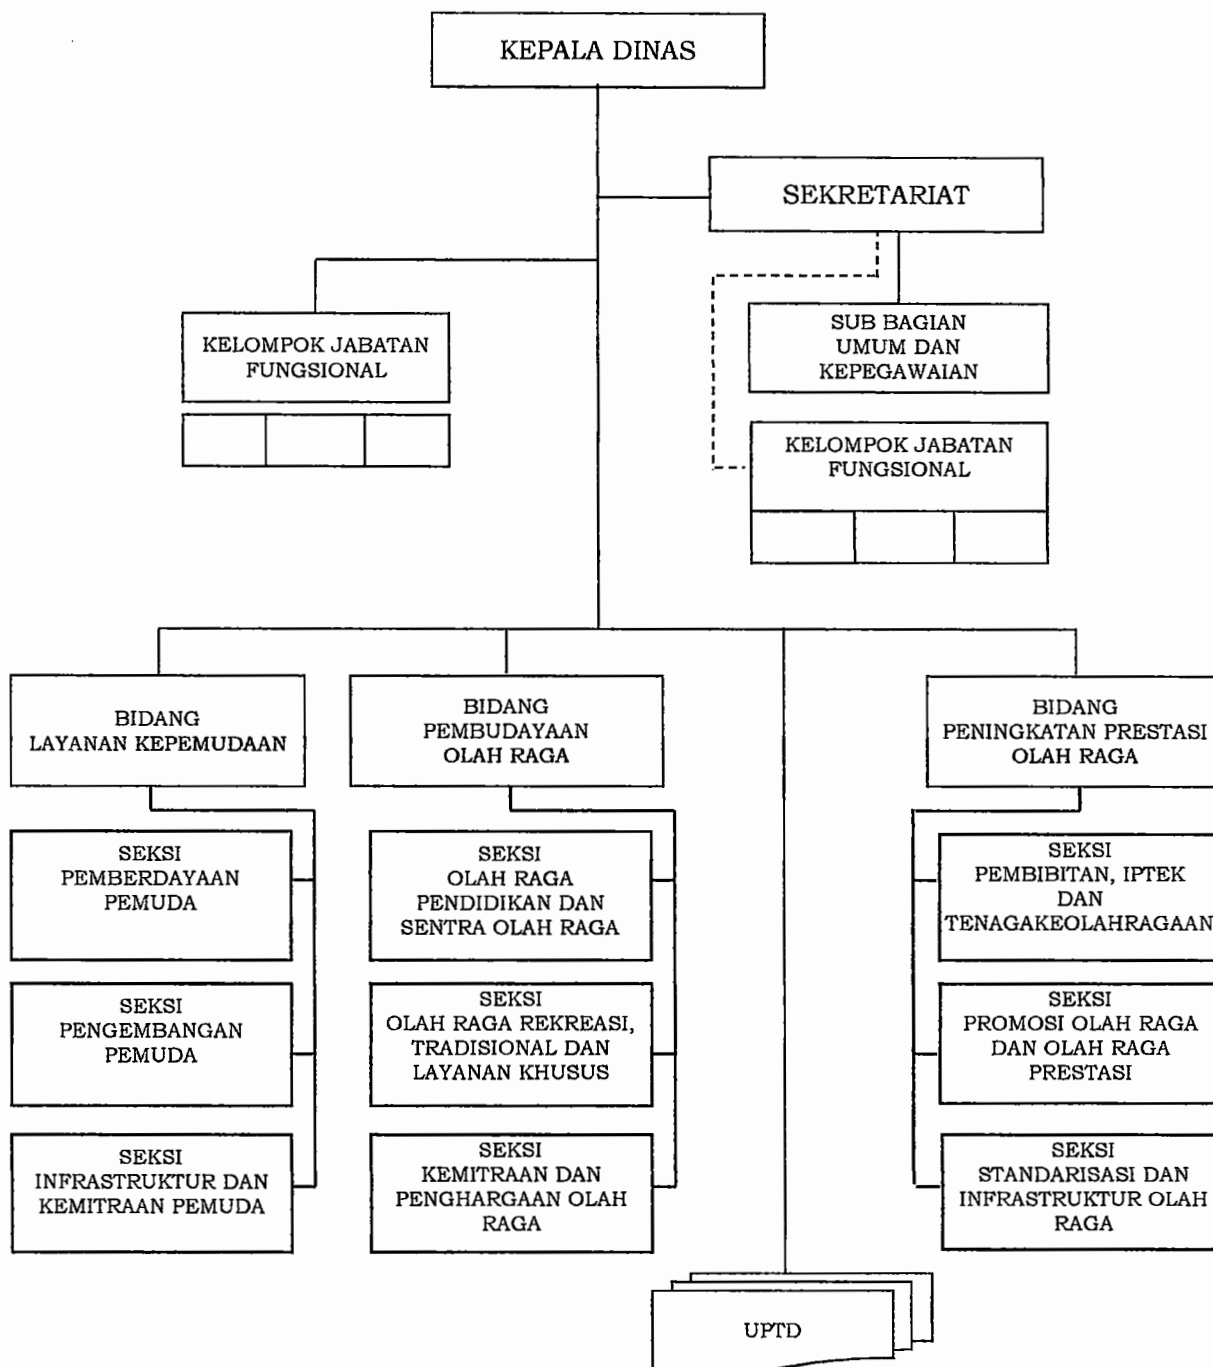 KEPALA DINAS
SEKRETARIAT
KELOMPOK JABATAN
FUNGSIONAL
SUB BAGIAN
UMUM DAN
KEPEGAWAIAN
KELOMPOK JABATAN
FUNGSIONAL
BIDANG
LAYANAN KEPEMUDAAN
BIDANG
PEMBUDAYAAN
OLAH RAGA
BIDANG
PENINGKATAN PRESTASI
OLAH RAGA
SEKSI
PEMBERDAYAAN
PEMUDA
SEKSI
OLAH RAGA
PENDIDIKAN DAN
SENTRA OLAH RAGA
SEKSI
PEMBIBITAN, IPTEK
DAN
TENAGAKEOLAHRAGAAN
SEKSI
PENGEMBANGAN
PEMUDA
SEKSI
OLAH RAGA REKREASI,
TRADISIONAL DAN
LAYANAN KHUSUS
SEKSI
PROMOSI OLAH RAGA
DAN OLAH RAGA
PRESTASI
SEKSI
INFRASTRUKTUR DAN
KEMITRAAN PEMUDA
SEKSI
KEMITRAAN DAN
PENGHARGAAN OLAH
RAGA
SEKSI
STANDARISASI DAN
INFRASTRUKTUR OLAH
RAGA
UPTD